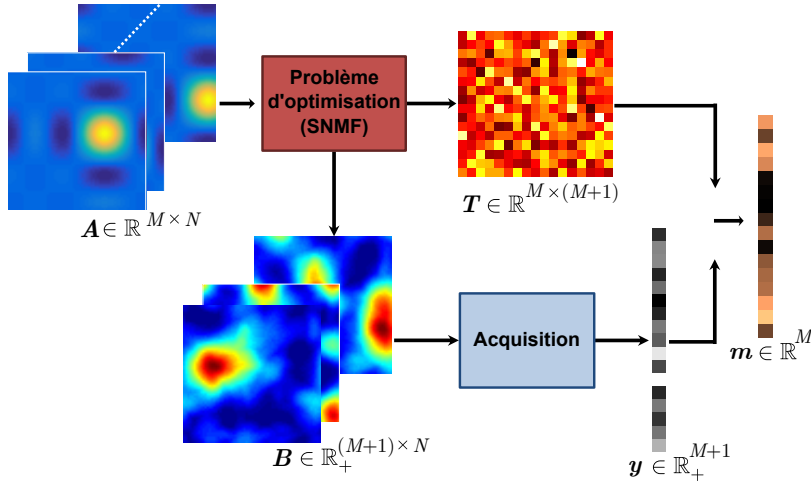 Problème
d'optimisation
(SNMF)
A ∈ ℝ^{M×N}
T ∈ ℝ^{M×(M+1)}
Acquisition
B ∈ ℝ_+^{(M+1)×N}
y ∈ ℝ_+^{M+1}
m ∈ ℝ^M